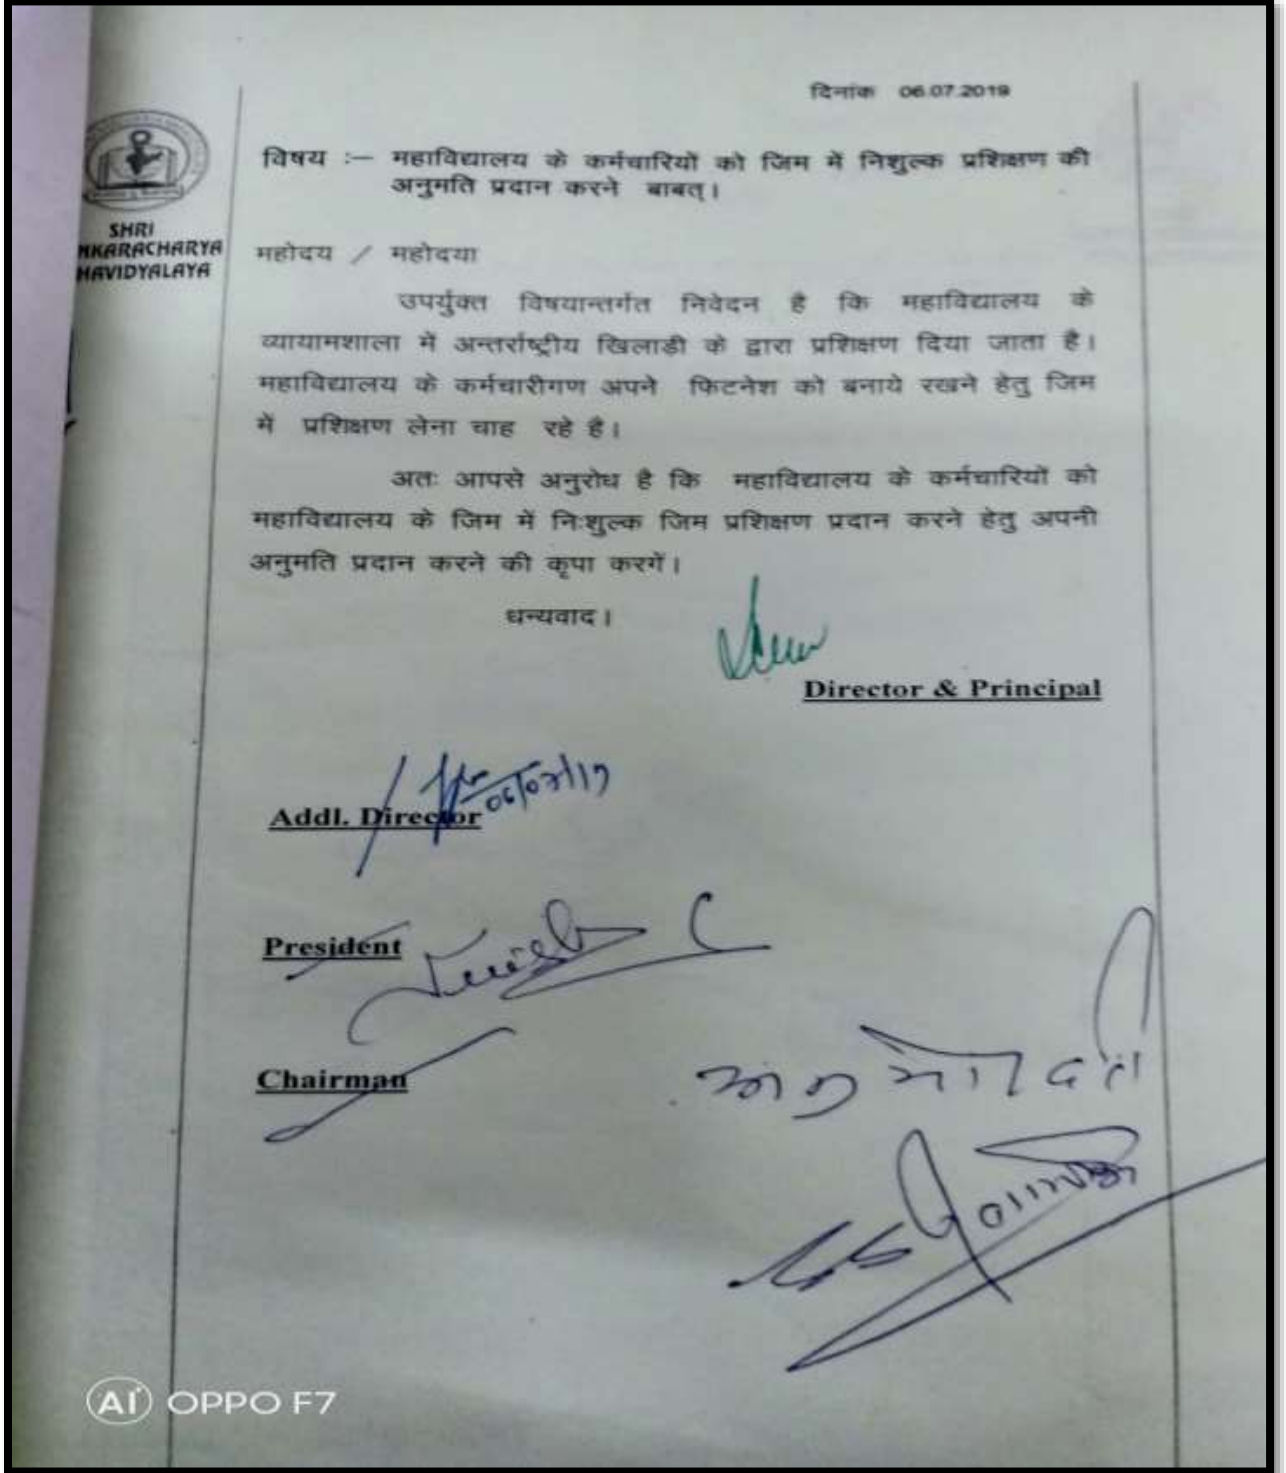 दिनांक 06.07.2019
विषय :– महाविद्यालय के कर्मचारियों को जिम में निशुल्क प्रशिक्षण की
अनुमति प्रदान करने बाबत्।
SHRI
NKARACHARYA
HAVIDYALAYA
महोदय / महोदया
उपर्युक्त विषयान्तर्गत निवेदन है कि महाविद्यालय के
व्यायामशाला में अन्तर्राष्ट्रीय खिलाडी के द्वारा प्रशिक्षण दिया जाता है।
महाविद्यालय के कर्मचारीगण अपने फिटनेश को बनाये रखने हेतु जिम
में प्रशिक्षण लेना चाह रहे है।
अतः आपसे अनुरोध है कि महाविद्यालय के कर्मचारियों को
महाविद्यालय के जिम में निःशुल्क जिम प्रशिक्षण प्रदान करने हेतु अपनी
अनुमति प्रदान करने की कृपा करगें।
धन्यवाद।
Director & Principal
06/07/19
Addl. Director
President
Chairman
अनुमोदित
AI OPPO F7